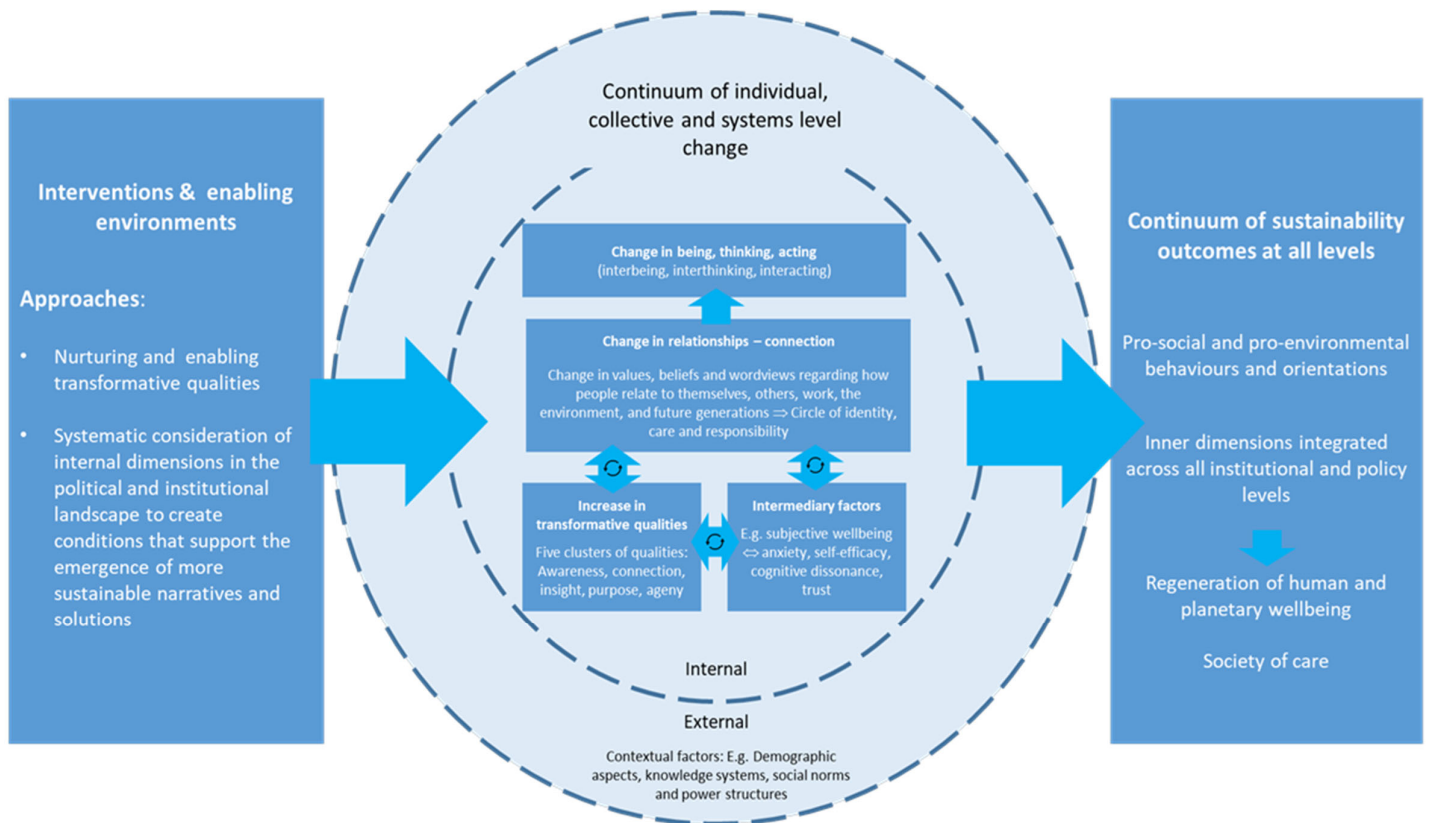 Interventions & enabling
environments
Approaches:
• Nurturing and enabling
transformative qualities
• Systematic consideration of
internal dimensions in the
political and institutional
landscape to create
conditions that support the
emergence of more
sustainable narratives and
solutions
Continuum of individual,
collective and systems level
change
Change in being, thinking, acting
(interbeing, interthinking, interacting)
Change in relationships – connection
Change in values, beliefs and wordviews regarding how
people relate to themselves, others, work, the
environment, and future generations ⇒ Circle of identity,
care and responsibility
Increase in
transformative qualities
Five clusters of qualities:
Awareness, connection,
insight, purpose, ageny
Intermediary factors
E.g. subjective wellbeing
⇔ anxiety, self-efficacy,
cognitive dissonance,
trust
Internal
External
Contextual factors: E.g. Demographic
aspects, knowledge systems, social norms
and power structures
Continuum of sustainability
outcomes at all levels
Pro-social and pro-environmental
behaviours and orientations
Inner dimensions integrated
across all institutional and policy
levels
Regeneration of human and
planetary wellbeing
Society of care